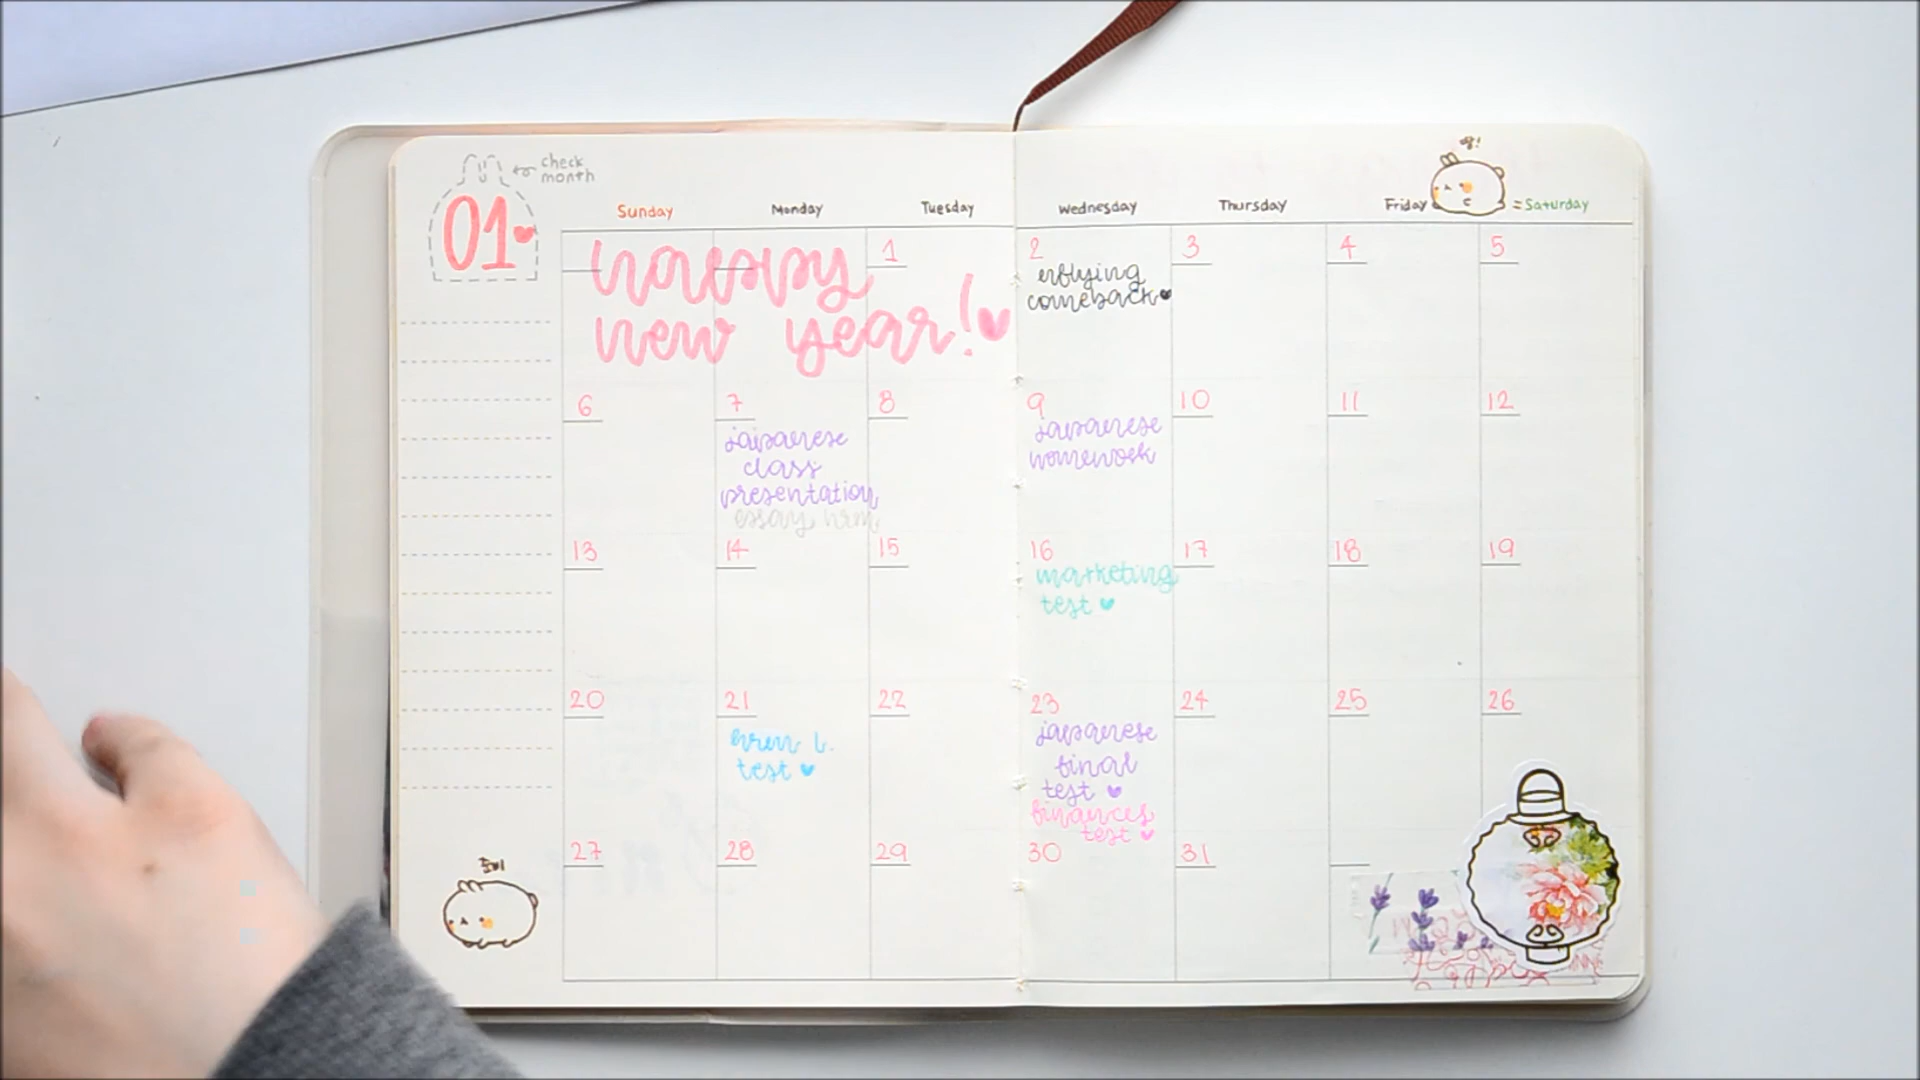 check
month
01
Sunday
Monday
Tuesday
Wednesday
Thursday
Friday
= Saturday
happy
new year!
1
2
3
4
5
comeback
6
7
8
9
10
11
12
japanese
class
presentation
essay hrm
japanese
homework
13
14
15
16
17
18
19
marketing
test
20
21
22
23
24
25
26
hrm l.
test
japanese
final
test
finances
test
27
28
29
30
31